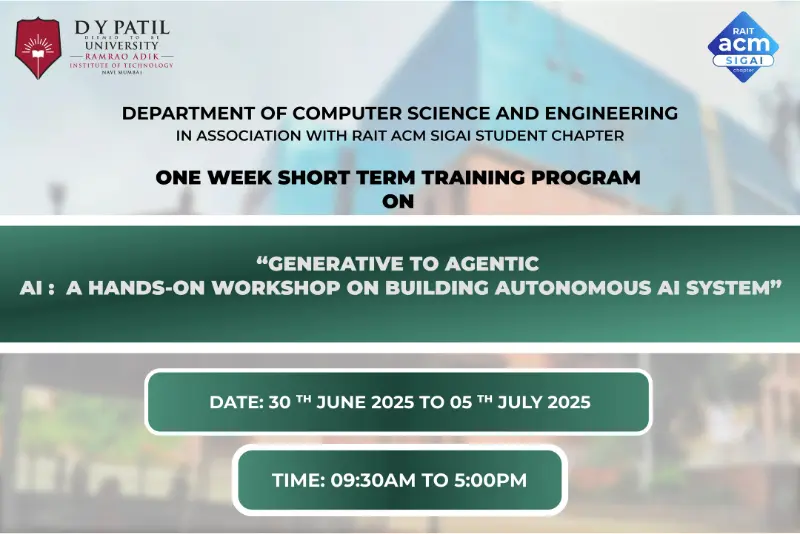 D Y PATIL
DEEMED TO BE
UNIVERSITY
RAMRAO ADIK
INSTITUTE OF TECHNOLOGY
NAVI MUMBAI
RAIT
acm
SIGAI
chapter
DEPARTMENT OF COMPUTER SCIENCE AND ENGINEERING
IN ASSOCIATION WITH RAIT ACM SIGAI STUDENT CHAPTER
ONE WEEK SHORT TERM TRAINING PROGRAM
ON
“GENERATIVE TO AGENTIC
AI : A HANDS-ON WORKSHOP ON BUILDING AUTONOMOUS AI SYSTEM”
DATE: 30 TH JUNE 2025 TO 05 TH JULY 2025
TIME: 09:30AM TO 5:00PM